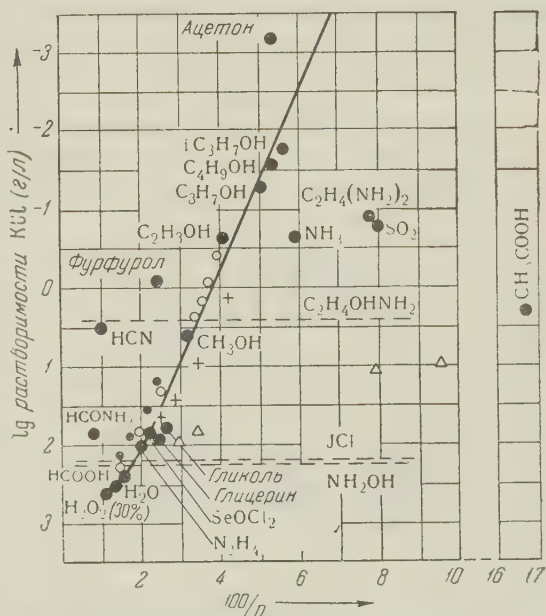 Ацетон
-3
-2
-1
0
1
2
3
lg растворимости KCl (г/л)
iC3H7OH
C4H9OH
C3H7OH
C2H4(NH2)2
C2H5OH
NH3
SO2
Фурфурол
C2H4OHNH2
HCN
CH3OH
HCONH2
JCl
HCOOH
Гликоль
Глицерин
NH2OH
H2O
H2O2(30%)
SeOCl2
N2H4
CH3COOH
2 4 6 8 10 16 17
100/D